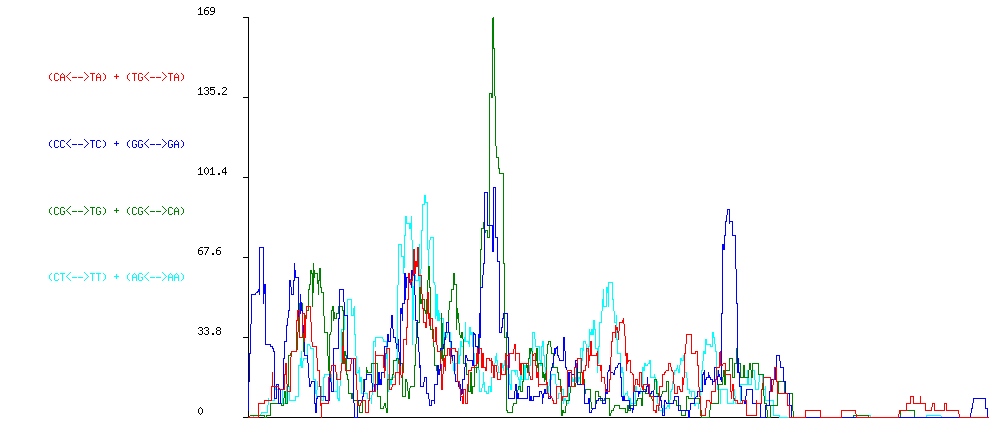 169
(CA<-->TA) + (TG<-->TA)
135.2
(CC<-->TC) + (GG<-->GA)
101.4
(CG<-->TG) + (CG<-->CA)
67.6
(CT<-->TT) + (AG<-->AA)
33.8
0